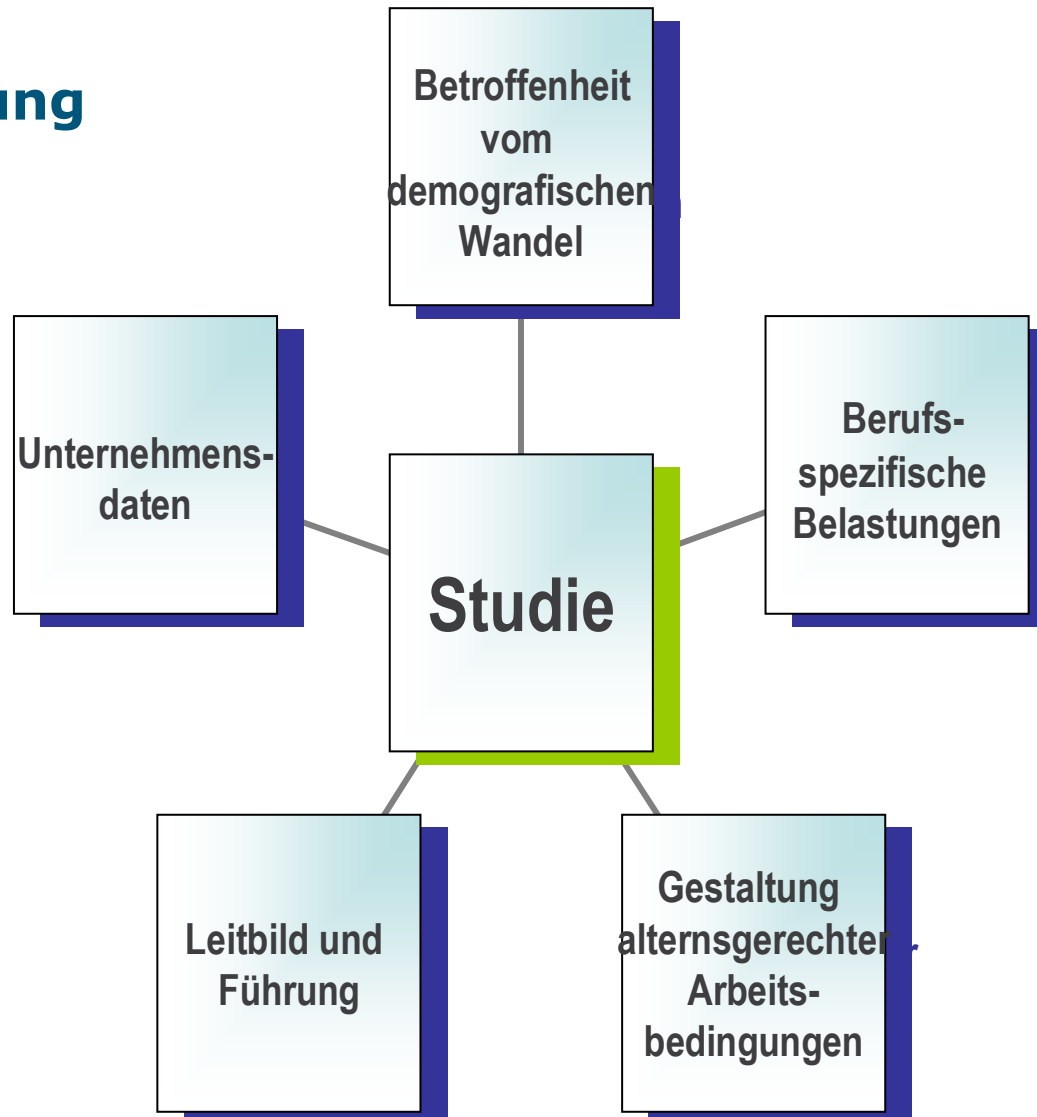 ung
Betroffenheit
vom
demografischen
Wandel
Unternehmens-
daten
Berufs-
spezifische
Belastungen
Studie
Leitbild und
Führung
Gestaltung
alternsgerechter
Arbeits-
bedingungen